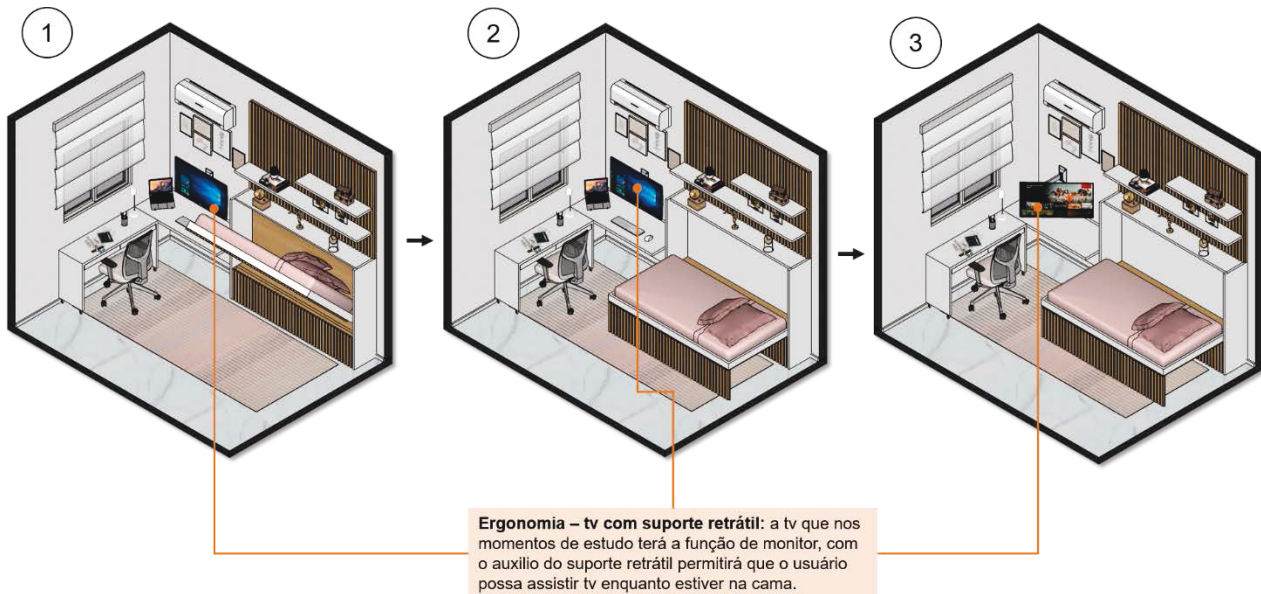 1
2
3
Ergonomia – tv com suporte retrátil: a tv que nos
momentos de estudo terá a função de monitor, com
o auxilio do suporte retrátil permitirá que o usuário
possa assistir tv enquanto estiver na cama.